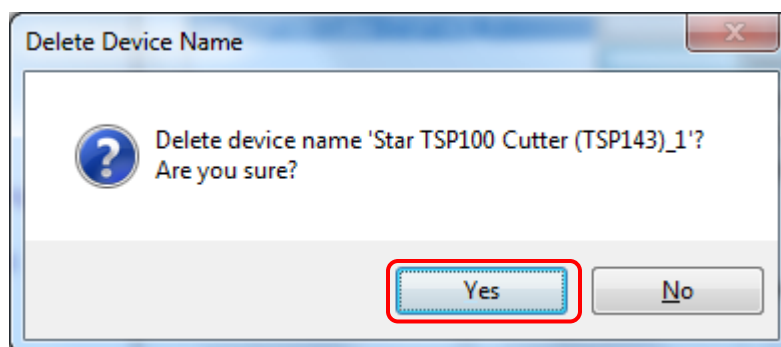 Delete Device Name
Delete device name 'Star TSP100 Cutter (TSP143)_1'?
Are you sure?
Yes
No